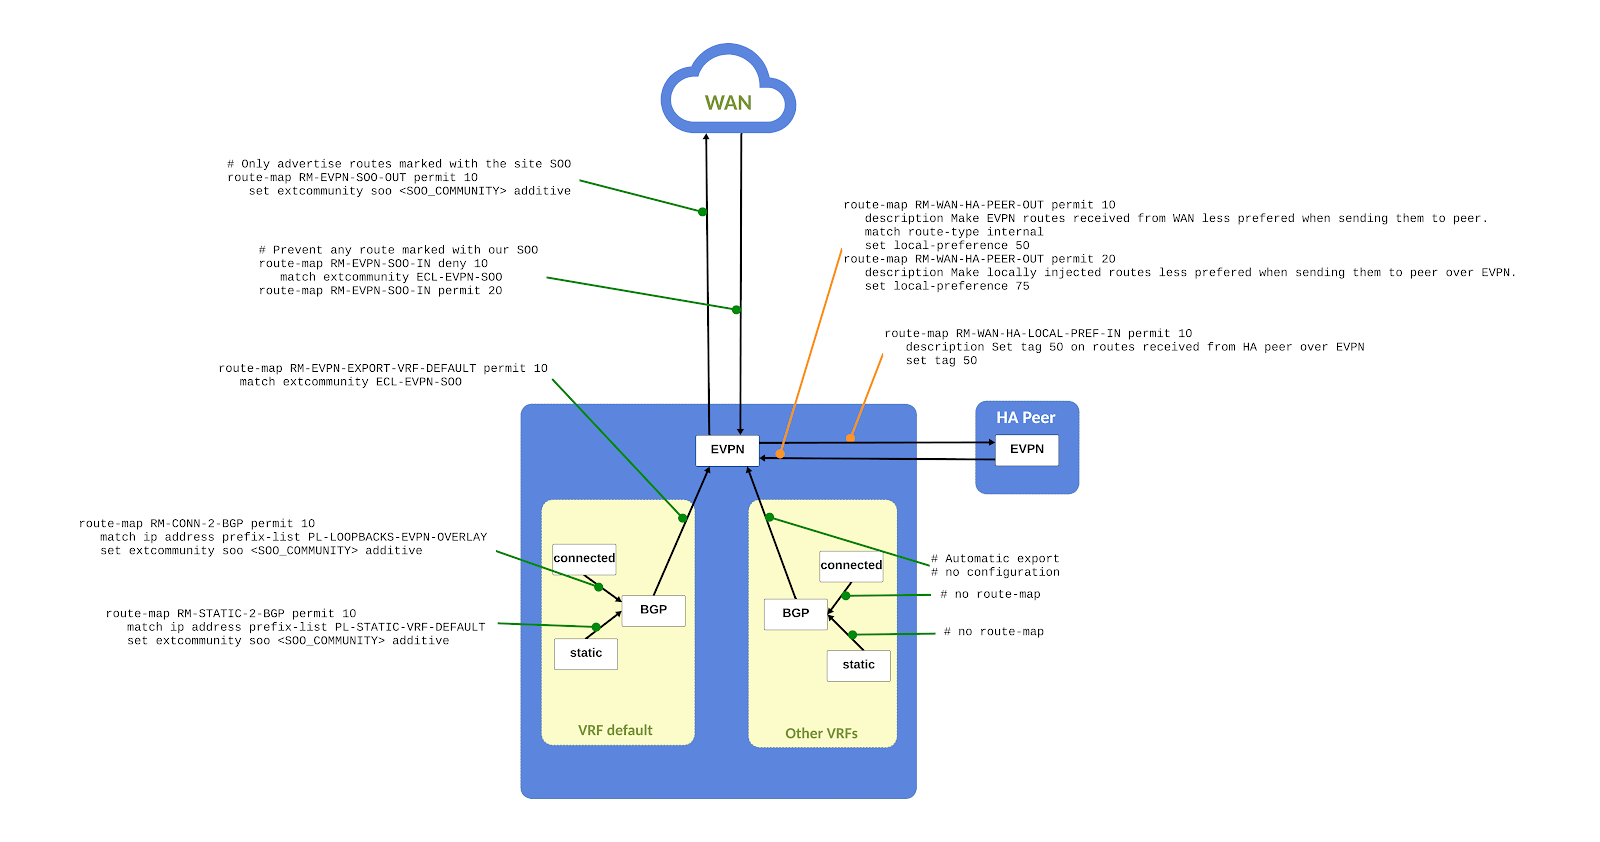 WAN
# Only advertise routes marked with the site SOO
route-map RM-EVPN-SOO-OUT permit 10
set extcommunity soo <SOO_COMMUNITY> additive
# Prevent any route marked with our SOO
route-map RM-EVPN-SOO-IN deny 10
match extcommunity ECL-EVPN-SOO
route-map RM-EVPN-SOO-IN permit 20
route-map RM-WAN-HA-PEER-OUT permit 10
description Make EVPN routes received from WAN less prefered when sending them to peer.
match route-type internal
set local-preference 50
route-map RM-WAN-HA-PEER-OUT permit 20
description Make locally injected routes less prefered when sending them to peer over EVPN.
set local-preference 75
route-map RM-WAN-HA-LOCAL-PREF-IN permit 10
description Set tag 50 on routes received from HA peer over EVPN
set tag 50
route-map RM-EVPN-EXPORT-VRF-DEFAULT permit 10
match extcommunity ECL-EVPN-SOO
HA Peer
EVPN
EVPN
route-map RM-CONN-2-BGP permit 10
match ip address prefix-list PL-LOOPBACKS-EVPN-OVERLAY
set extcommunity soo <SOO_COMMUNITY> additive
route-map RM-STATIC-2-BGP permit 10
match ip address prefix-list PL-STATIC-VRF-DEFAULT
set extcommunity soo <SOO_COMMUNITY> additive
connected
BGP
static
VRF default
connected
BGP
static
Other VRFs
# Automatic export
# no configuration
# no route-map
# no route-map